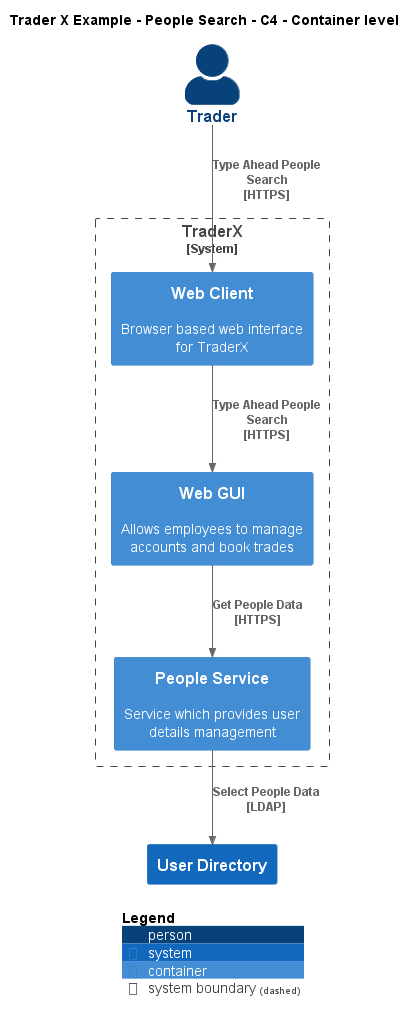 Trader X Example - People Search - C4 - Container level
Trader
Type Ahead People
Search
[HTTPS]
TraderX
[System]
Web Client
Browser based web interface
for TraderX
Type Ahead People
Search
[HTTPS]
Web GUI
Allows employees to manage
accounts and book trades
Get People Data
[HTTPS]
People Service
Service which provides user
details management
Select People Data
[LDAP]
User Directory
Legend
person
system
container
system boundary (dashed)